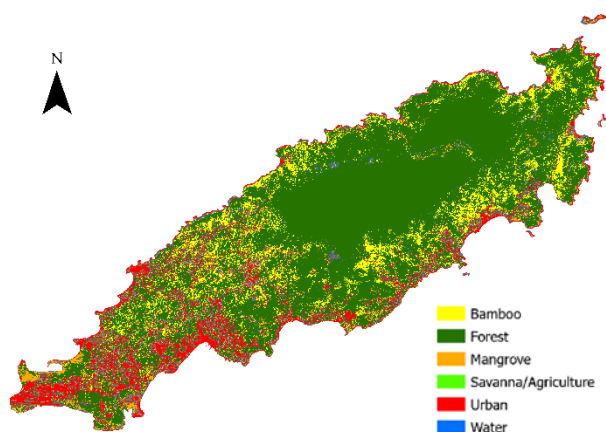 N
Bamboo
Forest
Mangrove
Savanna/Agriculture
Urban
Water